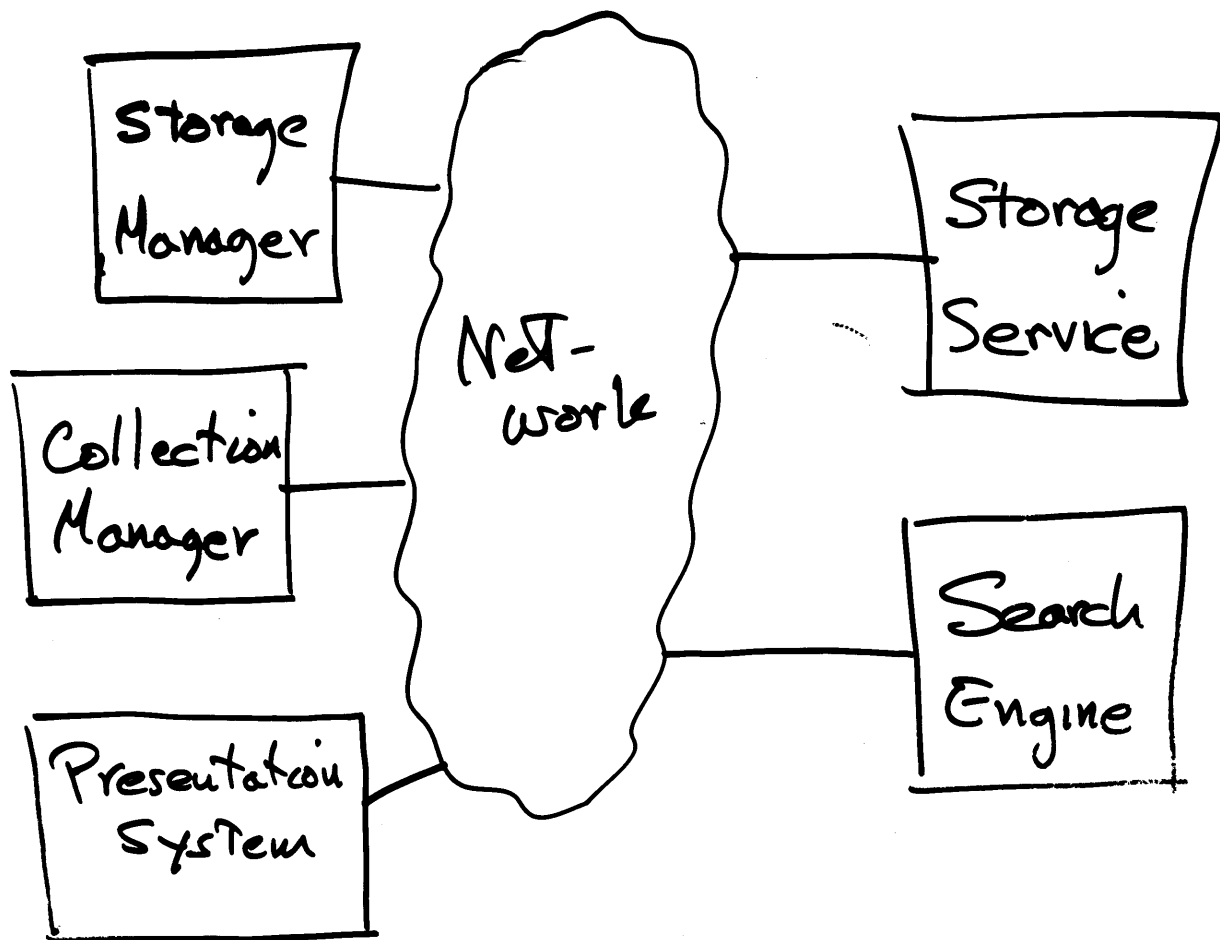 Storage
Manager
Collection
Manager
Presentation
System
Net-
work
Storage
Service
Search
Engine